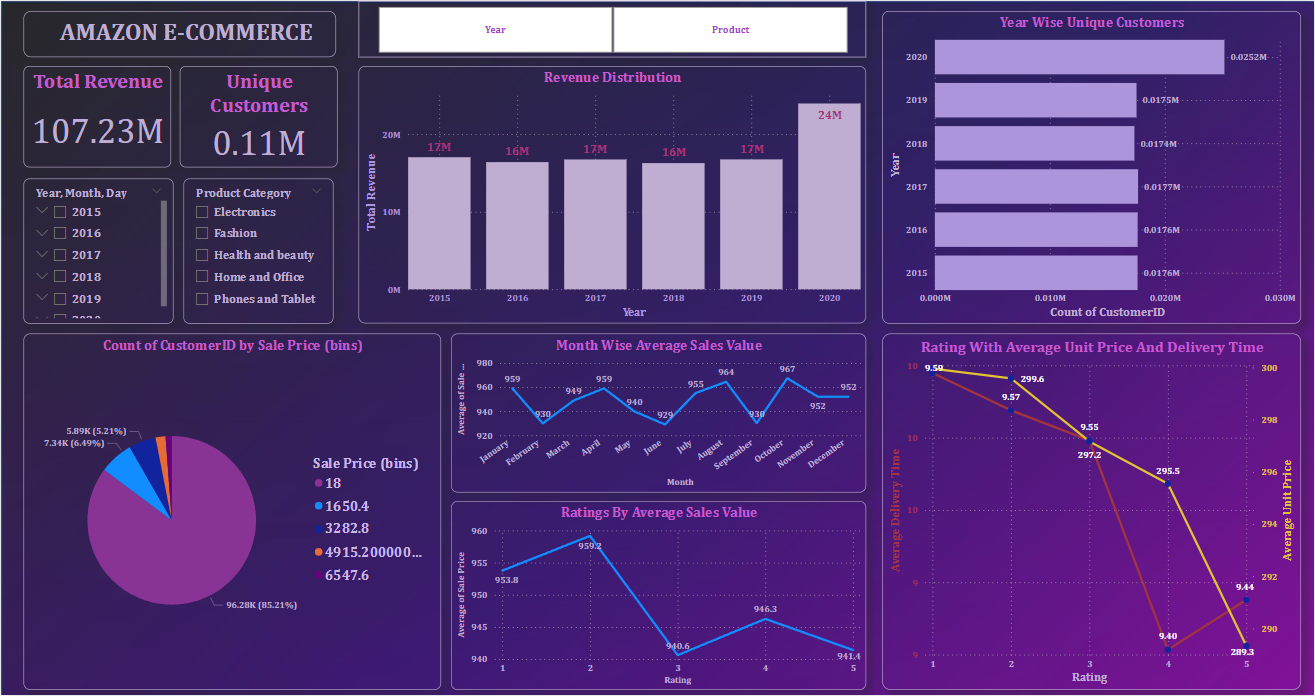 AMAZON E-COMMERCE
Year
Product
Total Revenue
107.23M
Unique
Customers
0.11M
Year, Month, Day
2015
2016
2017
2018
2019
Product Category
Electronics
Fashion
Health and beauty
Home and Office
Phones and Tablet
Revenue Distribution
Total Revenue
20M
10M
0M
17M
16M
17M
16M
17M
24M
2015
2016
2017
2018
2019
2020
Year
Year Wise Unique Customers
Year
2020
0.0252M
2019
0.0175M
2018
0.0174M
2017
0.0177M
2016
0.0176M
2015
0.0176M
0.000M
0.010M
0.020M
0.030M
Count of CustomerID
Count of CustomerID by Sale Price (bins)
5.89K (5.21%)
7.34K (6.49%)
96.28K (85.21%)
Sale Price (bins)
18
1650.4
3282.8
4915.200000...
6547.6
Month Wise Average Sales Value
Average of Sale ...
980
960
940
920
959
930
949
959
940
929
955
964
930
967
952
952
January
February
March
April
May
June
July
August
September
October
November
December
Month
Ratings By Average Sales Value
Average of Sale Price
960
955
950
945
940
953.8
959.2
940.6
946.3
941.4
1
2
3
4
5
Rating
Rating With Average Unit Price And Delivery Time
Average Delivery Time
10
10
10
9
9
9.59
9.57
9.55
9.40
9.44
299.6
297.2
295.5
289.3
300
298
296
294
292
290
Average Unit Price
1
2
3
4
5
Rating